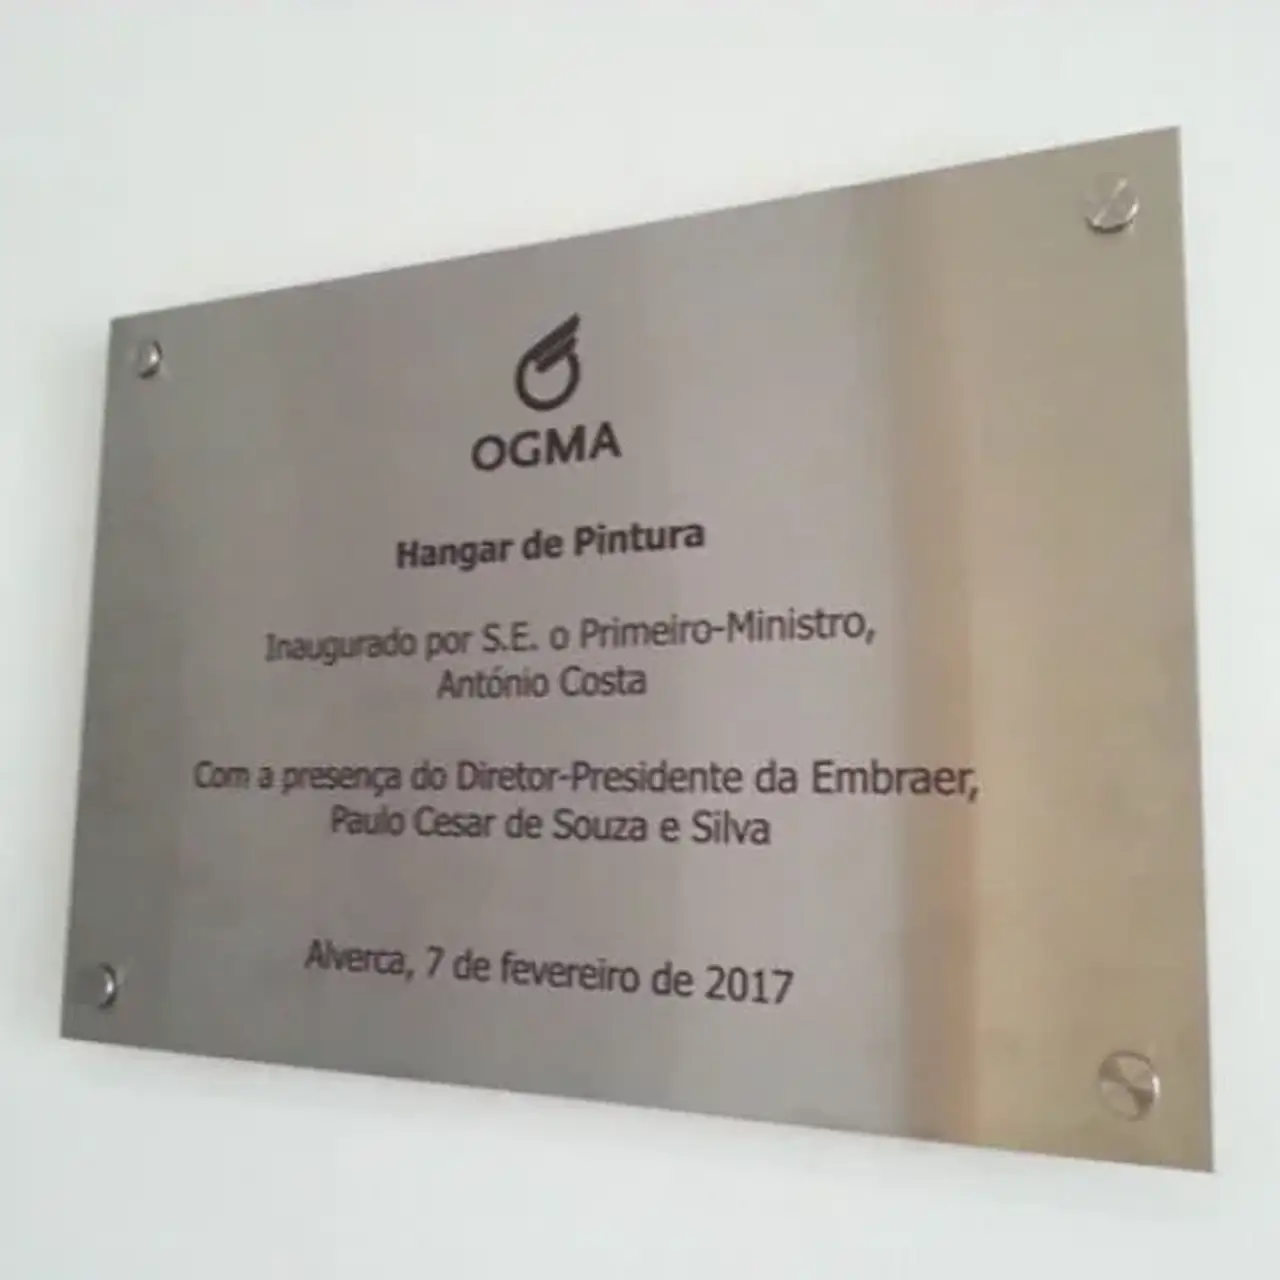 OGMA
Hangar de Pintura
Inaugurado por S.E. o Primeiro-Ministro,
António Costa
Com a presença do Diretor-Presidente da Embraer,
Paulo Cesar de Souza e Silva
Alverca, 7 de fevereiro de 2017